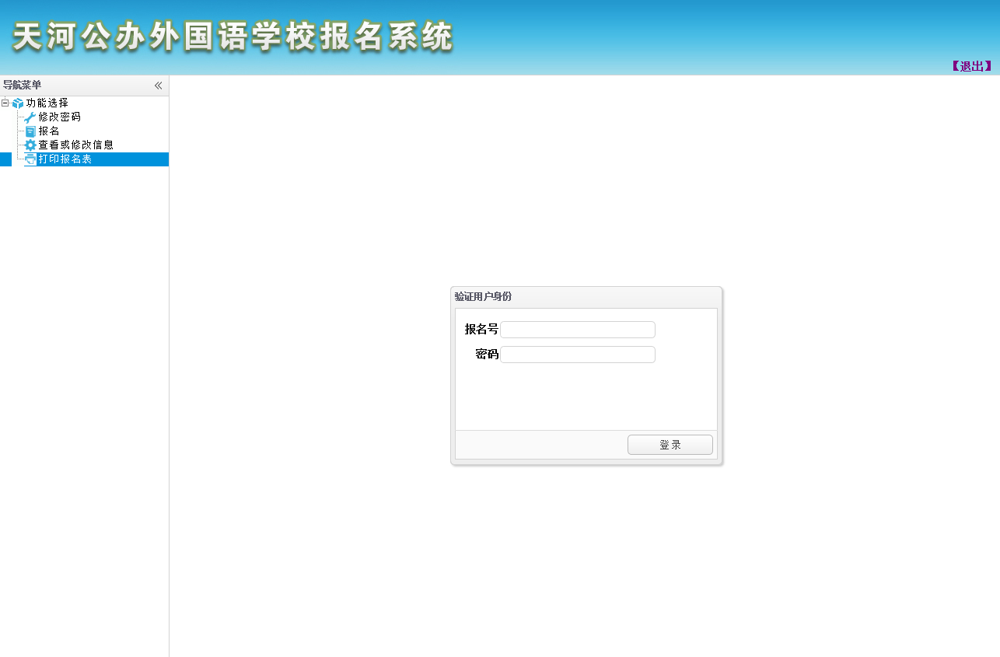 天河公办外国语学校报名系统
【退出】
导航菜单
功能选择
修改密码
报名
查看或修改信息
打印报名表
验证用户身份
报名号
密码
登录